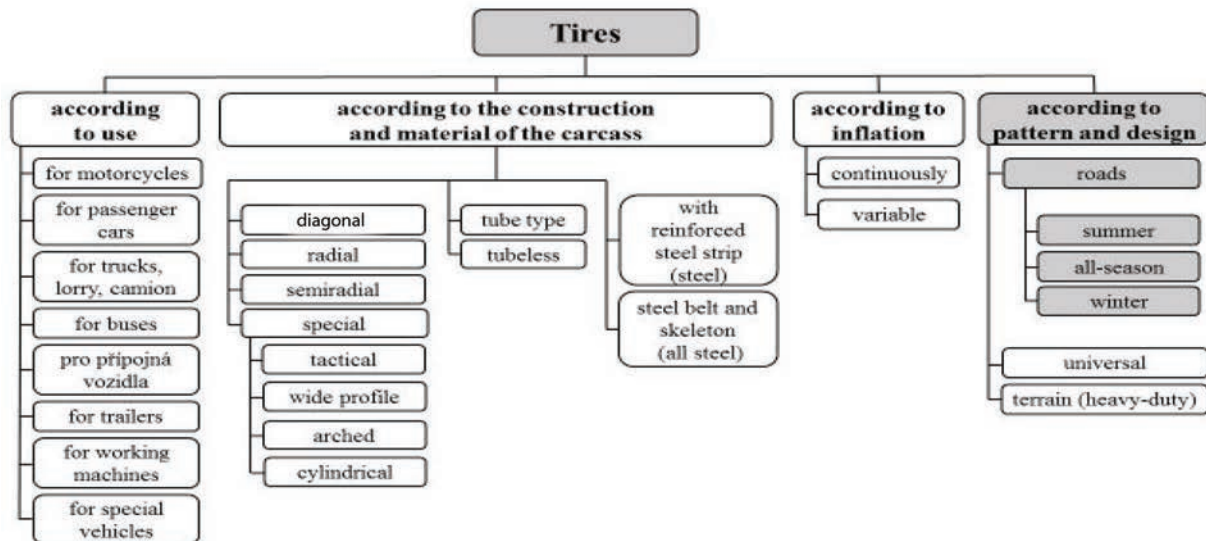 Tires
according
to use
for motorcycles
for passenger
cars
for trucks,
lorry, camion
for buses
pro přípojná
vozidla
for trailers
for working
machines
for special
vehicles
according to the construction
and material of the carcass
diagonal
radial
semiradial
special
tactical
wide profile
arched
cylindrical
tube type
tubeless
with
reinforced
steel strip
(steel)
steel belt and
skeleton
(all steel)
according to
inflation
continuously
variable
according to
pattern and design
roads
summer
all-season
winter
universal
terrain (heavy-duty)